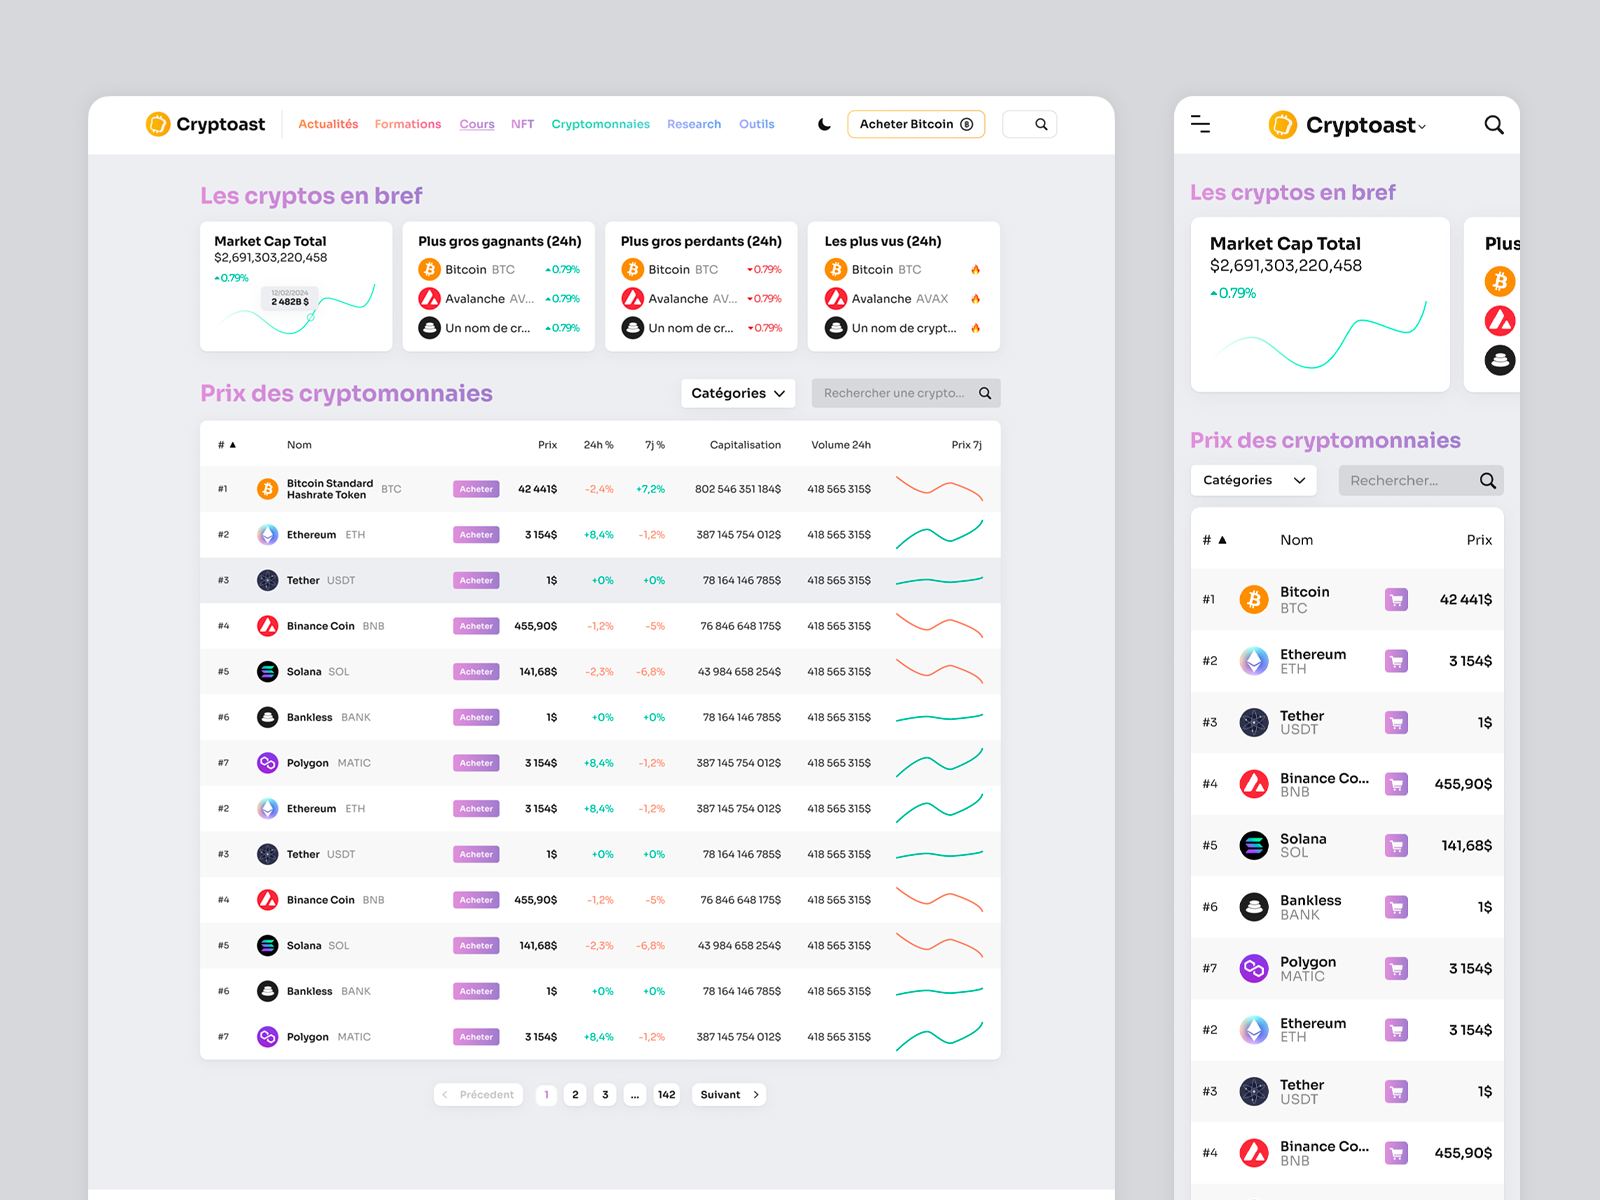 Cryptoast
Actualités Formations Cours NFT Cryptomonnaies Research Outils
Acheter Bitcoin
Les cryptos en bref
Market Cap Total
$2,691,303,220,458
0.79%
12/02/2024
2 482B $
Plus gros gagnants (24h)
Bitcoin BTC 0.79%
Avalanche AV... 0.79%
Un nom de cr... 0.79%
Plus gros perdants (24h)
Bitcoin BTC 0.79%
Avalanche AV... 0.79%
Un nom de cr... 0.79%
Les plus vus (24h)
Bitcoin BTC
Avalanche AVAX
Un nom de crypt...
Prix des cryptomonnaies
Catégories
Rechercher une crypto...
# ▲ Nom Prix 24h % 7j % Capitalisation Volume 24h Prix 7j
#1 Bitcoin Standard Hashrate Token BTC Acheter 42 441$ -2,4% +7,2% 802 546 351 184$ 418 565 315$
#2 Ethereum ETH Acheter 3 154$ +8,4% -1,2% 387 145 754 012$ 418 565 315$
#3 Tether USDT Acheter 1$ +0% +0% 78 164 146 785$ 418 565 315$
#4 Binance Coin BNB Acheter 455,90$ -1,2% -5% 76 846 648 175$ 418 565 315$
#5 Solana SOL Acheter 141,68$ -2,3% -6,8% 43 984 658 254$ 418 565 315$
#6 Bankless BANK Acheter 1$ +0% +0% 78 164 146 785$ 418 565 315$
#7 Polygon MATIC Acheter 3 154$ +8,4% -1,2% 387 145 754 012$ 418 565 315$
#2 Ethereum ETH Acheter 3 154$ +8,4% -1,2% 387 145 754 012$ 418 565 315$
#3 Tether USDT Acheter 1$ +0% +0% 78 164 146 785$ 418 565 315$
#4 Binance Coin BNB Acheter 455,90$ -1,2% -5% 76 846 648 175$ 418 565 315$
#5 Solana SOL Acheter 141,68$ -2,3% -6,8% 43 984 658 254$ 418 565 315$
#6 Bankless BANK Acheter 1$ +0% +0% 78 164 146 785$ 418 565 315$
#7 Polygon MATIC Acheter 3 154$ +8,4% -1,2% 387 145 754 012$ 418 565 315$
Précedent 1 2 3 ... 142 Suivant
Cryptoast
Les cryptos en bref
Market Cap Total
$2,691,303,220,458
0.79%
Plus
Prix des cryptomonnaies
Catégories
Rechercher...
# ▲ Nom Prix
#1 Bitcoin BTC 42 441$
#2 Ethereum ETH 3 154$
#3 Tether USDT 1$
#4 Binance Co... BNB 455,90$
#5 Solana SOL 141,68$
#6 Bankless BANK 1$
#7 Polygon MATIC 3 154$
#2 Ethereum ETH 3 154$
#3 Tether USDT 1$
#4 Binance Co... BNB 455,90$